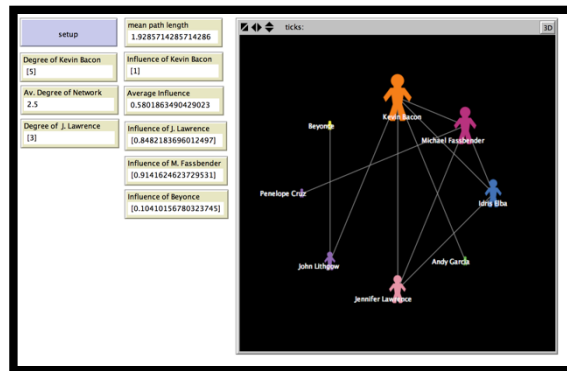 setup
mean path length
1.9285714285714286
ticks:
3D
Degree of Kevin Bacon
[5]
Influence of Kevin Bacon
[1]
Av. Degree of Network
2.5
Average Influence
0.5801863490429023
Degree of J. Lawrence
[3]
Influence of J. Lawrence
[0.8482183696012497]
Influence of M. Fassbender
[0.9141624623729531]
Influence of Beyonce
[0.10410156780323745]
Kevin Bacon
Beyonce
Michael Fassbender
Penelope Cruz
Idris Elba
John Lithgow
Andy Garcia
Jennifer Lawrence